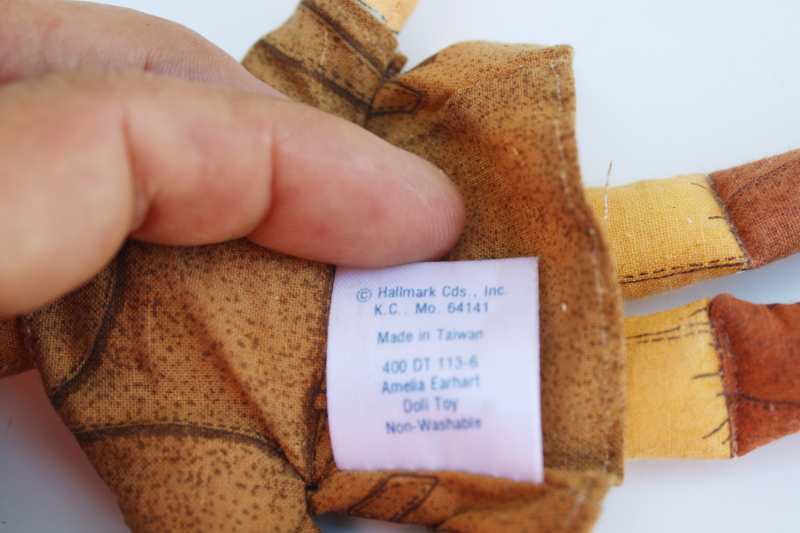 © Hallmark Cds., Inc.
K.C., Mo. 64141
Made in Taiwan
400 DT 113-6
Amelia Earhart
Doll Toy
Non-Washable